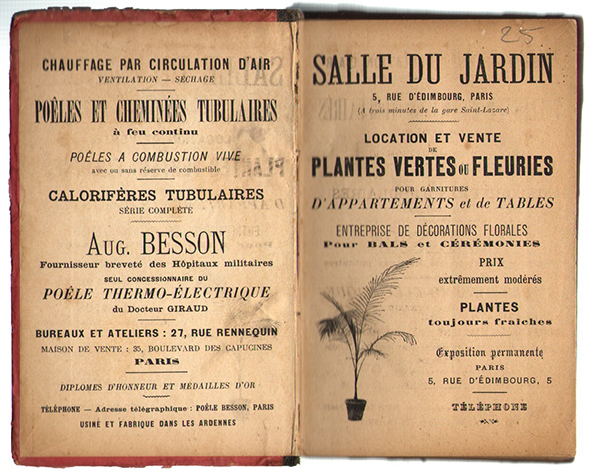 CHAUFFAGE PAR CIRCULATION D'AIR
VENTILATION — SÉCHAGE
POÊLES ET CHEMINÉES TUBULAIRES
à feu continu
POÊLES A COMBUSTION VIVE
avec ou sans réserve de combustible
CALORIFÈRES TUBULAIRES
SÉRIE COMPLÈTE
AUG. BESSON
Fournisseur breveté des Hôpitaux militaires
SEUL CONCESSIONNAIRE DU
POÊLE THERMO-ÉLECTRIQUE
du Docteur GIRAUD
BUREAUX ET ATELIERS : 27, RUE RENNEQUIN
MAISON DE VENTE : 35, BOULEVARD DES CAPUCINES
PARIS
DIPLOMES D'HONNEUR ET MÉDAILLES D'OR
TÉLÉPHONE — Adresse télégraphique : POÊLE BESSON, PARIS
USINE ET FABRIQUE DANS LES ARDENNES
25
SALLE DU JARDIN
5, RUE D'ÉDIMBOURG, PARIS
(A trois minutes de la gare Saint-Lazare)
LOCATION ET VENTE
DE
PLANTES VERTES OU FLEURIES
POUR GARNITURES
D'APPARTEMENTS et de TABLES
ENTREPRISE DE DÉCORATIONS FLORALES
Pour BALS et CÉRÉMONIES
PRIX
extrêmement modérés
PLANTES
toujours fraîches
Exposition permanente
PARIS
5, RUE D'ÉDIMBOURG, 5
TÉLÉPHONE